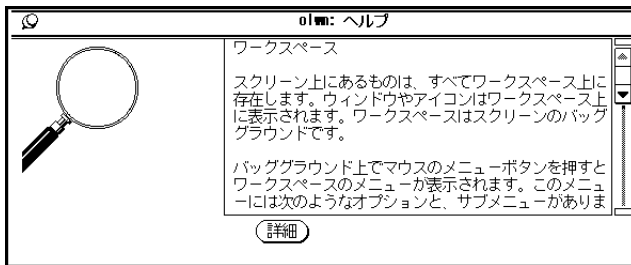 olwm: ヘルプ
ワークスペース
スクリーン上にあるものは、すべてワークスペース上に
存在します。ウィンドウやアイコンはワークスペース上
に表示されます。ワークスペースはスクリーンのバッグ
グラウンドです。
バッググラウンド上でマウスのメニューボタンを押すと
ワークスペースのメニューが表示されます。このメニュ
ーには次のようなオプションと、サブメニューがありま
詳細